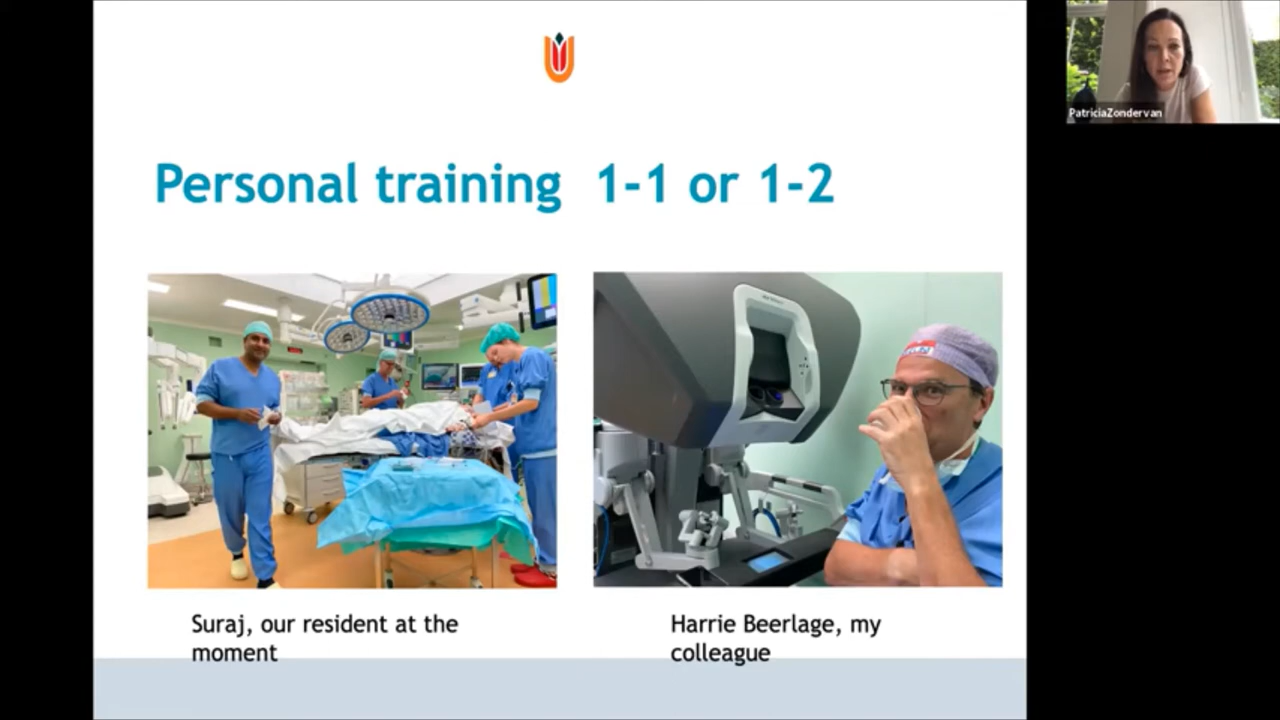 PatriciaZondervan
Personal training 1-1 or 1-2
Suraj, our resident at the
moment
Harrie Beerlage, my
colleague